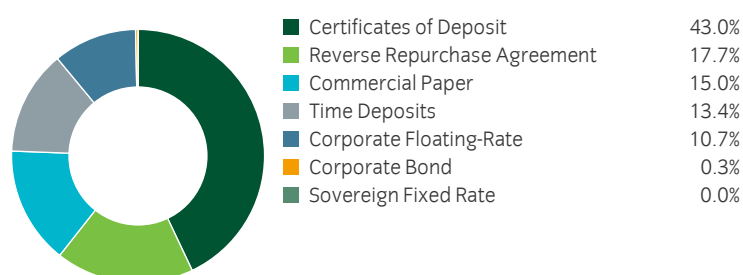 Certificates of Deposit 43.0%
Reverse Repurchase Agreement 17.7%
Commercial Paper 15.0%
Time Deposits 13.4%
Corporate Floating-Rate 10.7%
Corporate Bond 0.3%
Sovereign Fixed Rate 0.0%